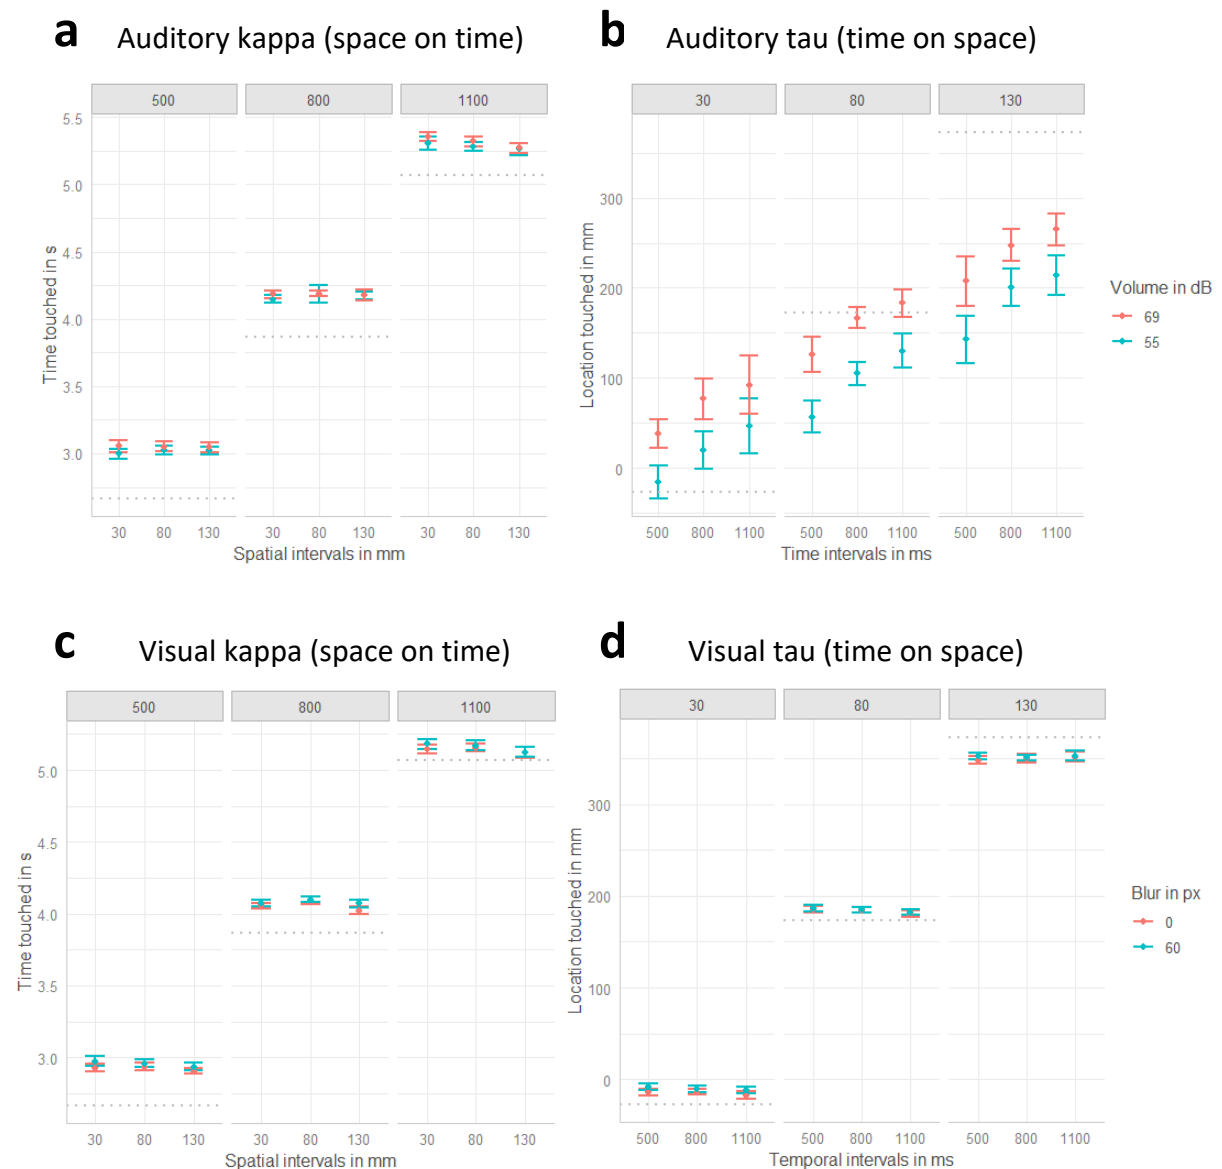 a Auditory kappa (space on time)
500 800 1100
5.5
5.0
4.5
4.0
3.5
3.0
Time touched in s
30 80 130 30 80 130 30 80 130
Spatial intervals in mm
b Auditory tau (time on space)
30 80 130
300
200
100
0
Location touched in mm
500 800 1100 500 800 1100 500 800 1100
Time intervals in ms
Volume in dB
69
55
c Visual kappa (space on time)
500 800 1100
5.0
4.5
4.0
3.5
3.0
Time touched in s
30 80 130 30 80 130 30 80 130
Spatial intervals in mm
d Visual tau (time on space)
30 80 130
300
200
100
0
Location touched in mm
500 800 1100 500 800 1100 500 800 1100
Temporal intervals in ms
Blur in px
0
60